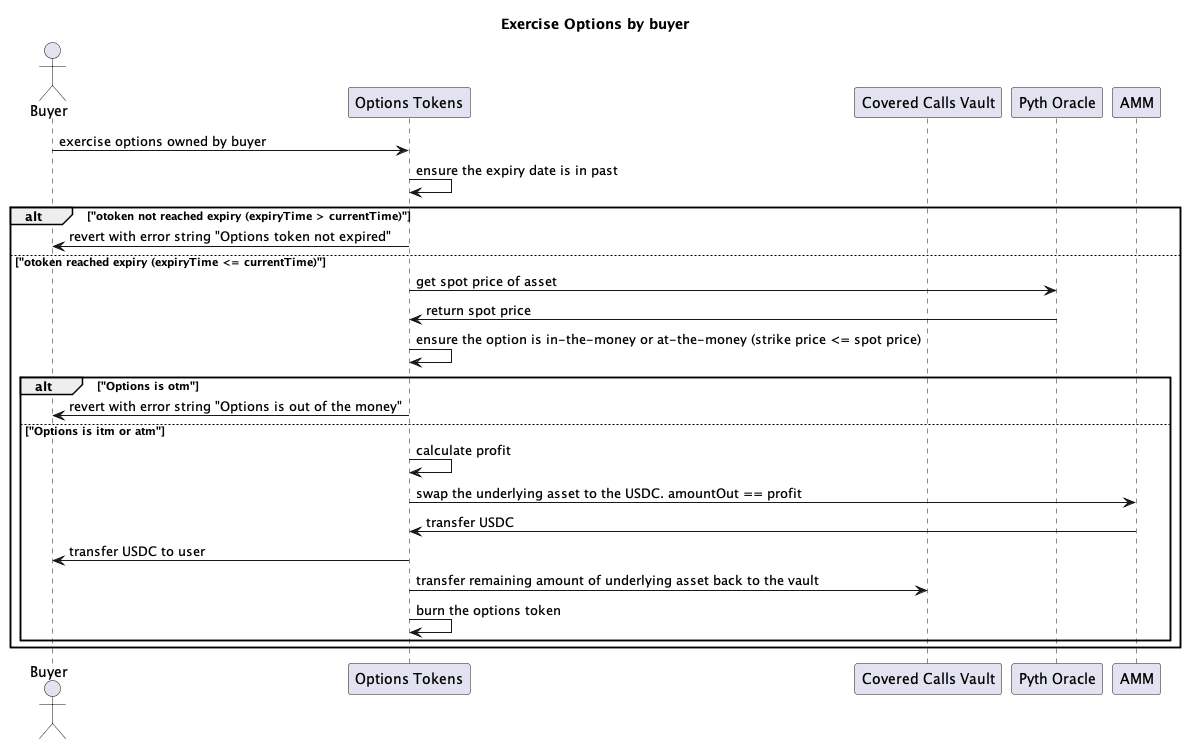 Exercise Options by buyer
Buyer
Options Tokens
Covered Calls Vault
Pyth Oracle
AMM
exercise options owned by buyer
ensure the expiry date is in past
alt
["otoken not reached expiry (expiryTime > currentTime)"]
revert with error string "Options token not expired"
["otoken reached expiry (expiryTime <= currentTime)"]
get spot price of asset
return spot price
ensure the option is in-the-money or at-the-money (strike price <= spot price)
alt
["Options is otm"]
revert with error string "Options is out of the money"
["Options is itm or atm"]
calculate profit
swap the underlying asset to the USDC. amountOut == profit
transfer USDC
transfer USDC to user
transfer remaining amount of underlying asset back to the vault
burn the options token
Buyer
Options Tokens
Covered Calls Vault
Pyth Oracle
AMM